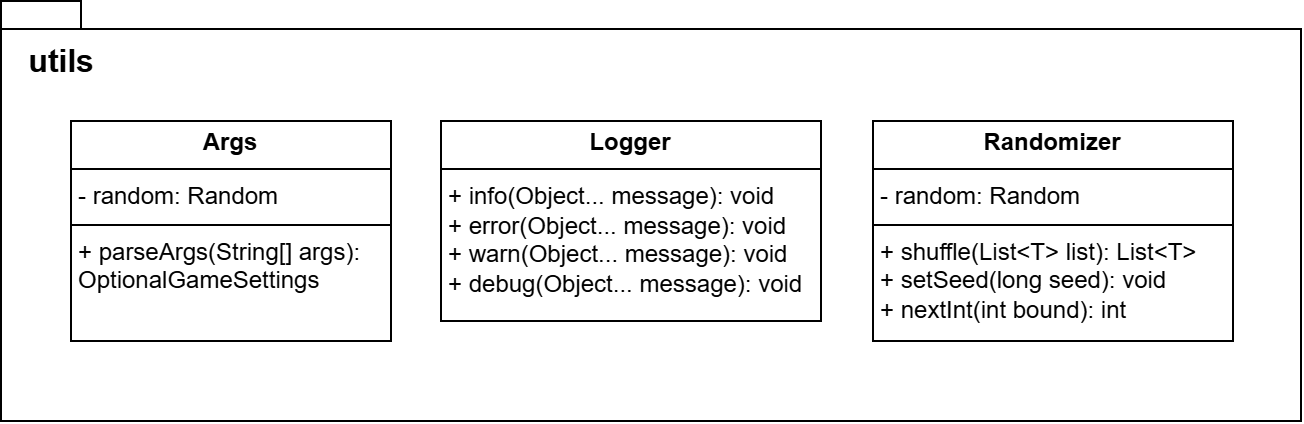 utils
Args
- random: Random
+ parseArgs(String[] args):
OptionalGameSettings
Logger
+ info(Object... message): void
+ error(Object... message): void
+ warn(Object... message): void
+ debug(Object... message): void
Randomizer
- random: Random
+ shuffle(List<T> list): List<T>
+ setSeed(long seed): void
+ nextInt(int bound): int